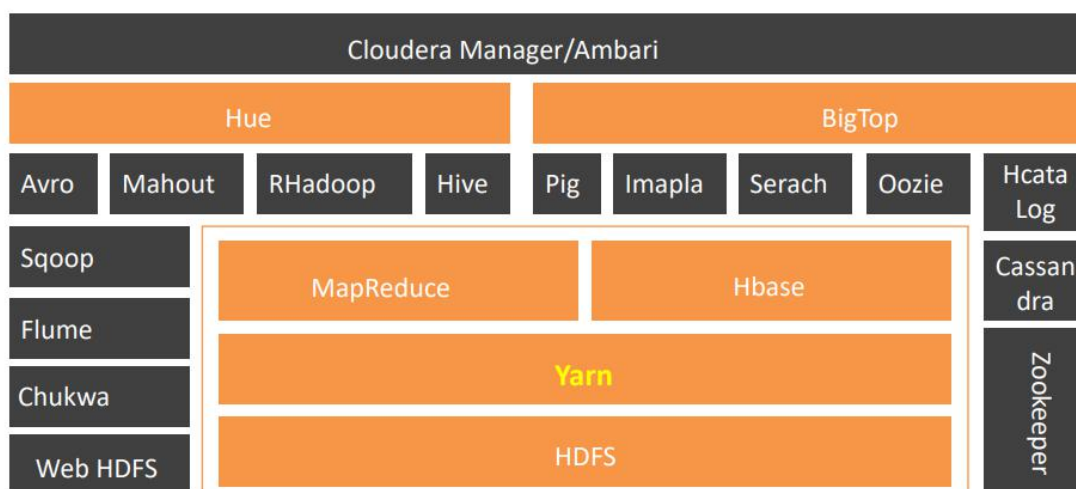 Cloudera Manager/Ambari
Hue
BigTop
Avro
Mahout
RHadoop
Hive
Pig
Imapla
Serach
Oozie
Hcata
Log
Sqoop
MapReduce
Hbase
Cassan
dra
Flume
Yarn
Chukwa
Zookeeper
Web HDFS
HDFS